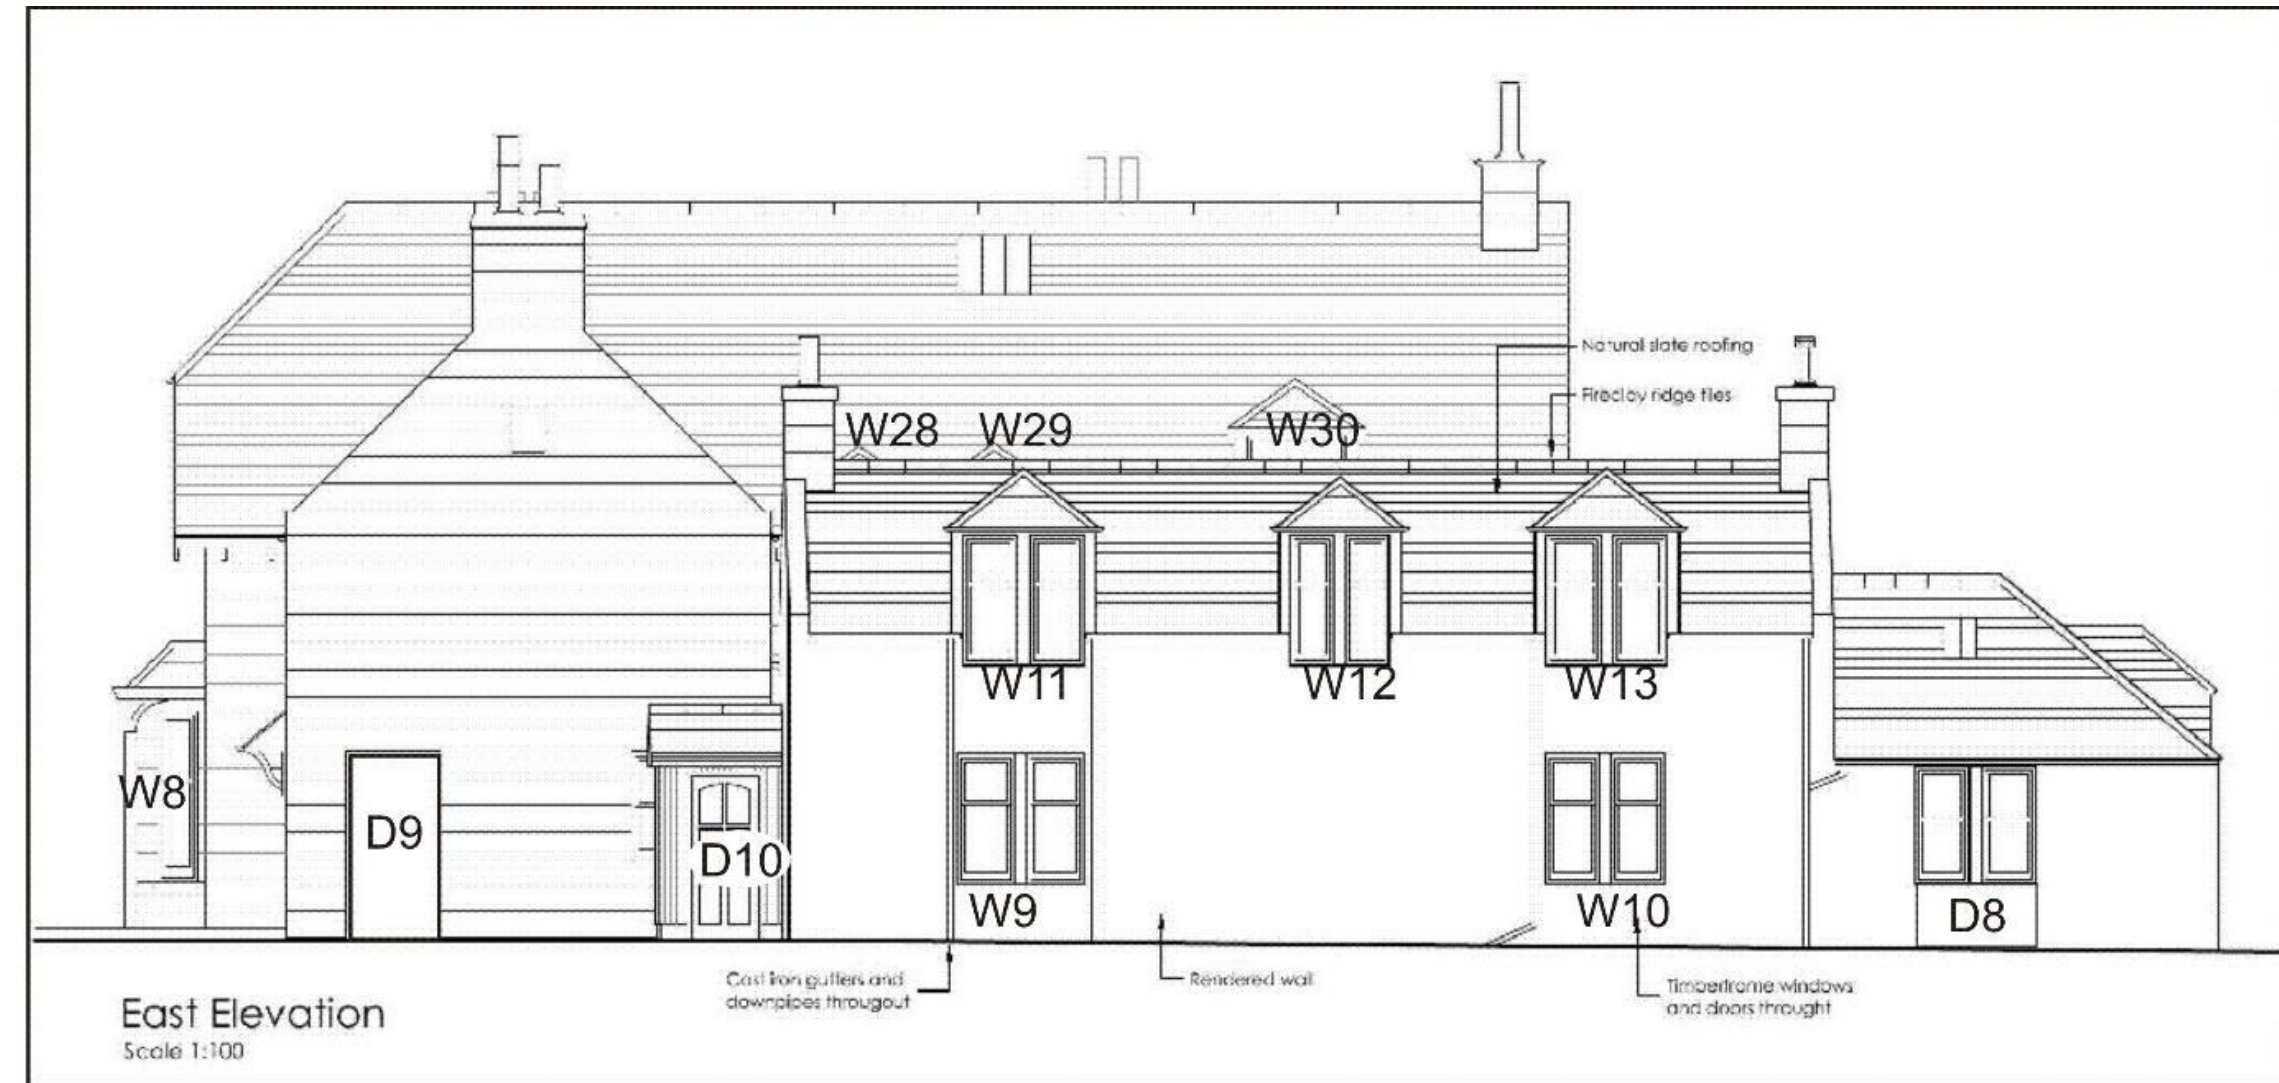 Natural slate roofing
Fireclay ridge tiles
W28 W29 W30
W11 W12 W13
W8 D9 D10
W9 W10 D8
Cast iron gutters and
downpipes througout
Rendered wall
Timberframe windows
and doors throught
East Elevation
Scale 1:100